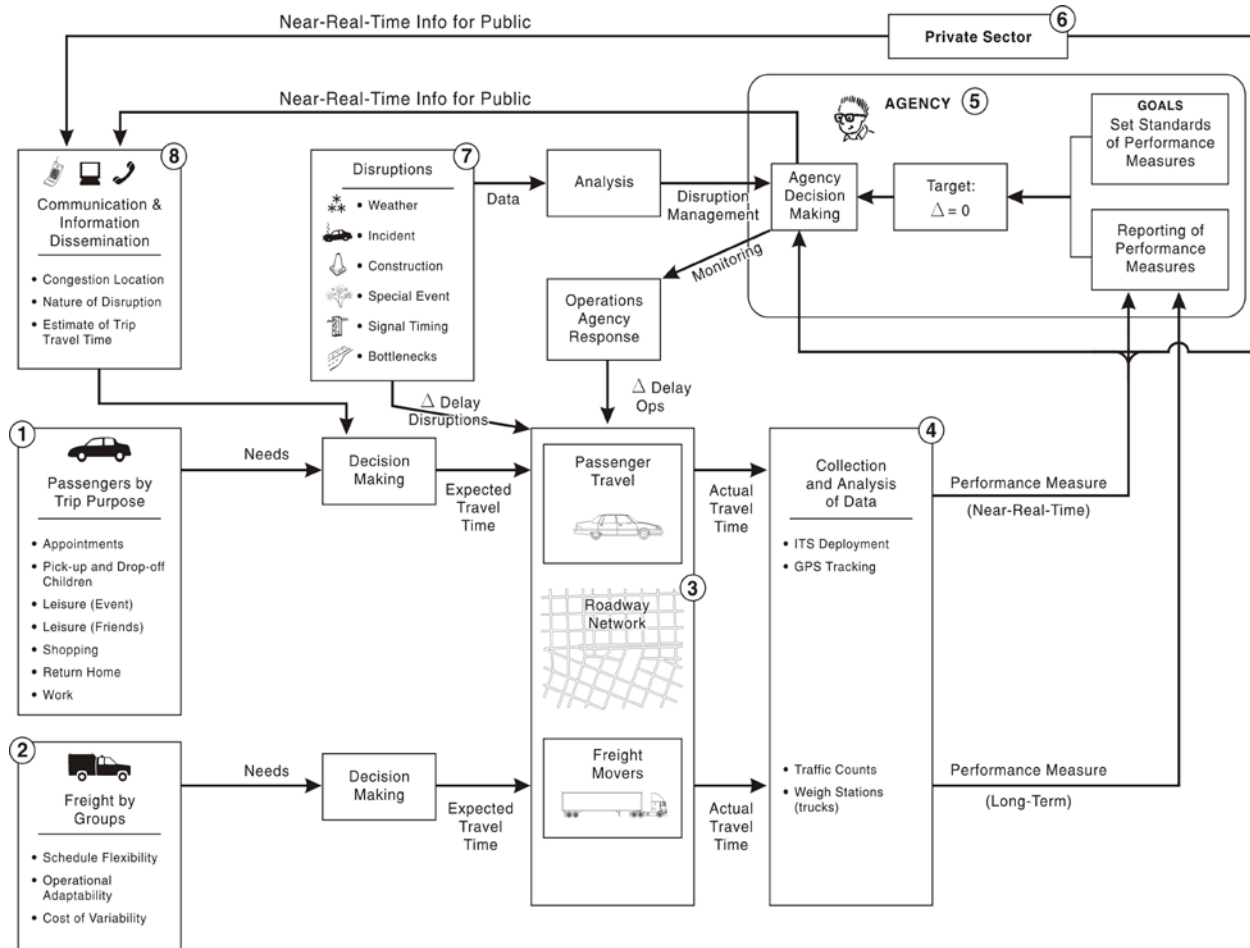 Near-Real-Time Info for Public
Private Sector
6
Near-Real-Time Info for Public
AGENCY 5
GOALS
Set Standards
of Performance
Measures
Target:
Δ = 0
Reporting of
Performance
Measures
Agency
Decision
Making
8
Communication &
Information
Dissemination
• Congestion Location
• Nature of Disruption
• Estimate of Trip
Travel Time
7
Disruptions
• Weather
• Incident
• Construction
• Special Event
• Signal Timing
• Bottlenecks
Data
Analysis
Disruption
Management
Monitoring
Operations
Agency
Response
Δ Delay
Disruptions
Δ Delay
Ops
1
Passengers by
Trip Purpose
• Appointments
• Pick-up and Drop-off
Children
• Leisure (Event)
• Leisure (Friends)
• Shopping
• Return Home
• Work
Needs
Decision
Making
Expected
Travel
Time
Passenger
Travel
3
Roadway
Network
Freight
Movers
Actual
Travel
Time
4
Collection
and Analysis
of Data
• ITS Deployment
• GPS Tracking
• Traffic Counts
• Weigh Stations
(trucks)
Performance Measure
(Near-Real-Time)
2
Freight by
Groups
• Schedule Flexibility
• Operational
Adaptability
• Cost of Variability
Needs
Decision
Making
Expected
Travel
Time
Actual
Travel
Time
Performance Measure
(Long-Term)